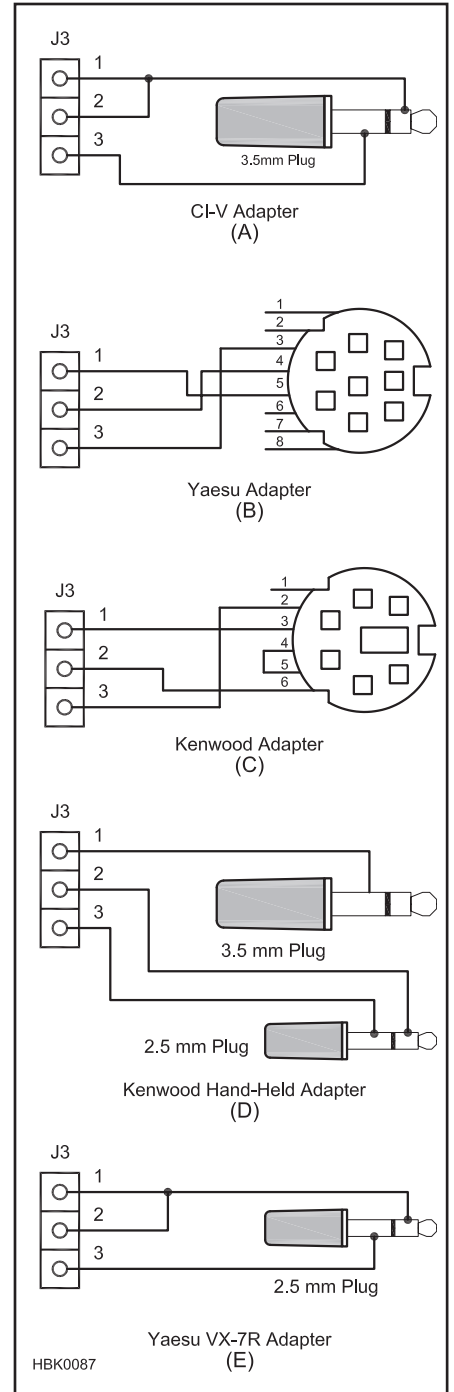 J3
1
2
3
3.5mm Plug
CI-V Adapter
(A)
J3
1
2
3
1
2
3
4
5
6
7
8
Yaesu Adapter
(B)
J3
1
2
3
1
2
3
4
5
6
Kenwood Adapter
(C)
J3
1
2
3
3.5 mm Plug
2.5 mm Plug
Kenwood Hand-Held Adapter
(D)
J3
1
2
3
2.5 mm Plug
Yaesu VX-7R Adapter
(E)
HBK0087